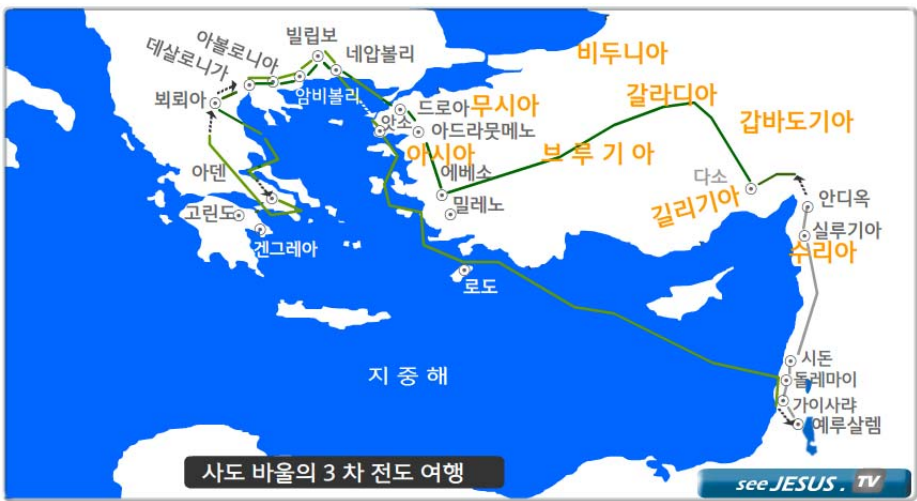 빌립보
아볼로니아
네압볼리
비두니아
데살로니가
갈라디아
암비볼리
뵈뢰아
드로아
무시아
갑바도기아
앗소
아드라뭇메노
아시아
브 루 기 아
아덴
에베소
다소
안디옥
고린도
밀레노
길리기아
실루기아
겐그레아
수리아
로도
시돈
지 중 해
돌레마이
가이사랴
예루살렘
사도 바울의 3 차 전도 여행
see JESUS . TV